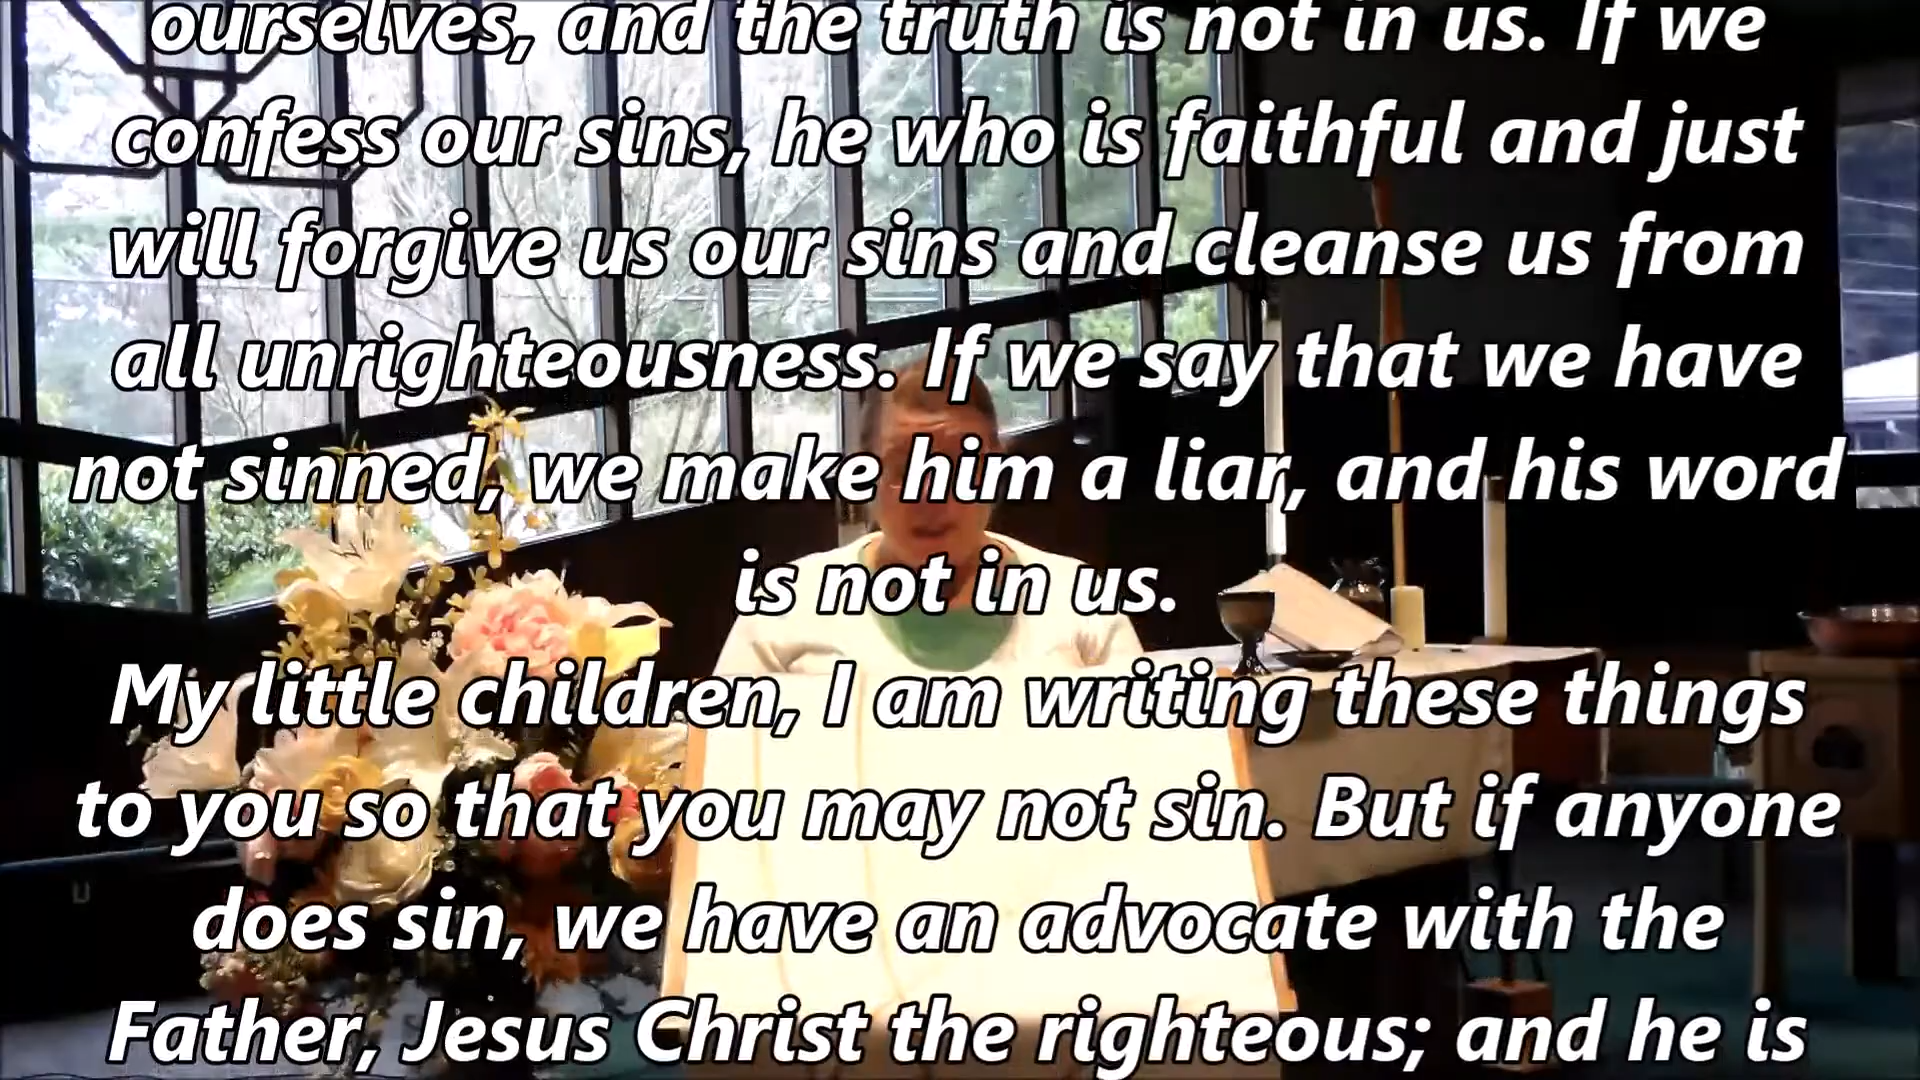 ourselves, and the truth is not in us. If we
confess our sins, he who is faithful and just
will forgive us our sins and cleanse us from
all unrighteousness. If we say that we have
not sinned, we make him a liar, and his word
is not in us.
My little children, I am writing these things
to you so that you may not sin. But if anyone
does sin, we have an advocate with the
Father, Jesus Christ the righteous; and he is